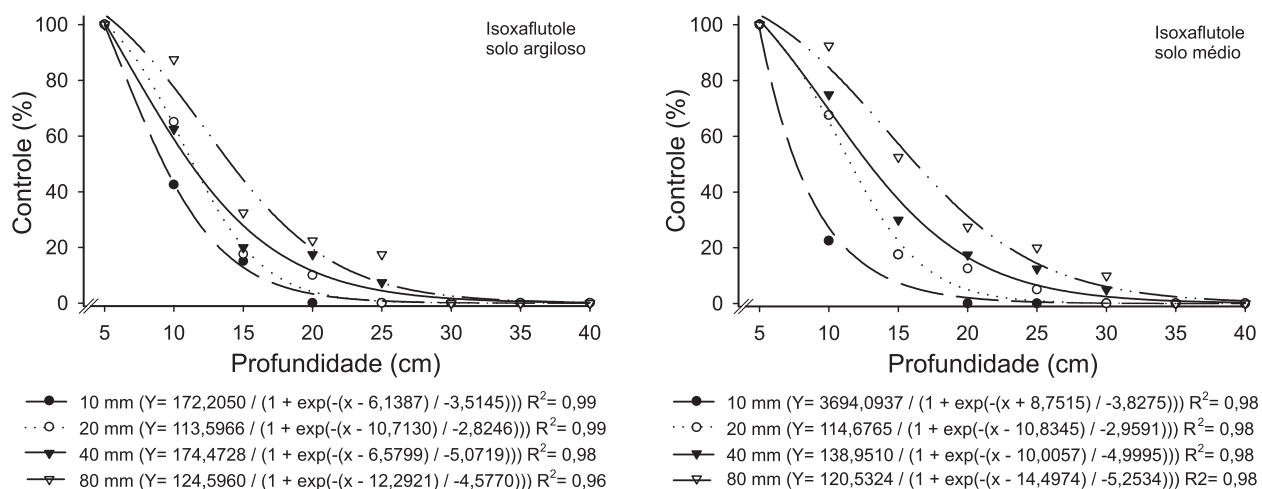 Isoxaflutole
solo argiloso
Controle (%)
100
80
60
40
20
0
5 10 15 20 25 30 35 40
Profundidade (cm)
10 mm (Y= 172,2050 / (1 + exp(-(x - 6,1387) / -3,5145))) R²= 0,99
20 mm (Y= 113,5966 / (1 + exp(-(x - 10,7130) / -2,8246))) R²= 0,99
40 mm (Y= 174,4728 / (1 + exp(-(x - 6,5799) / -5,0719))) R²= 0,98
80 mm (Y= 124,5960 / (1 + exp(-(x - 12,2921) / -4,5770))) R²= 0,96
Isoxaflutole
solo médio
Controle (%)
100
80
60
40
20
0
5 10 15 20 25 30 35 40
Profundidade (cm)
10 mm (Y= 3694,0937 / (1 + exp(-(x + 8,7515) / -3,8275))) R²= 0,98
20 mm (Y= 114,6765 / (1 + exp(-(x - 10,8345) / -2,9591))) R²= 0,98
40 mm (Y= 138,9510 / (1 + exp(-(x - 10,0057) / -4,9995))) R²= 0,98
80 mm (Y= 120,5324 / (1 + exp(-(x - 14,4974) / -5,2534))) R2= 0,98